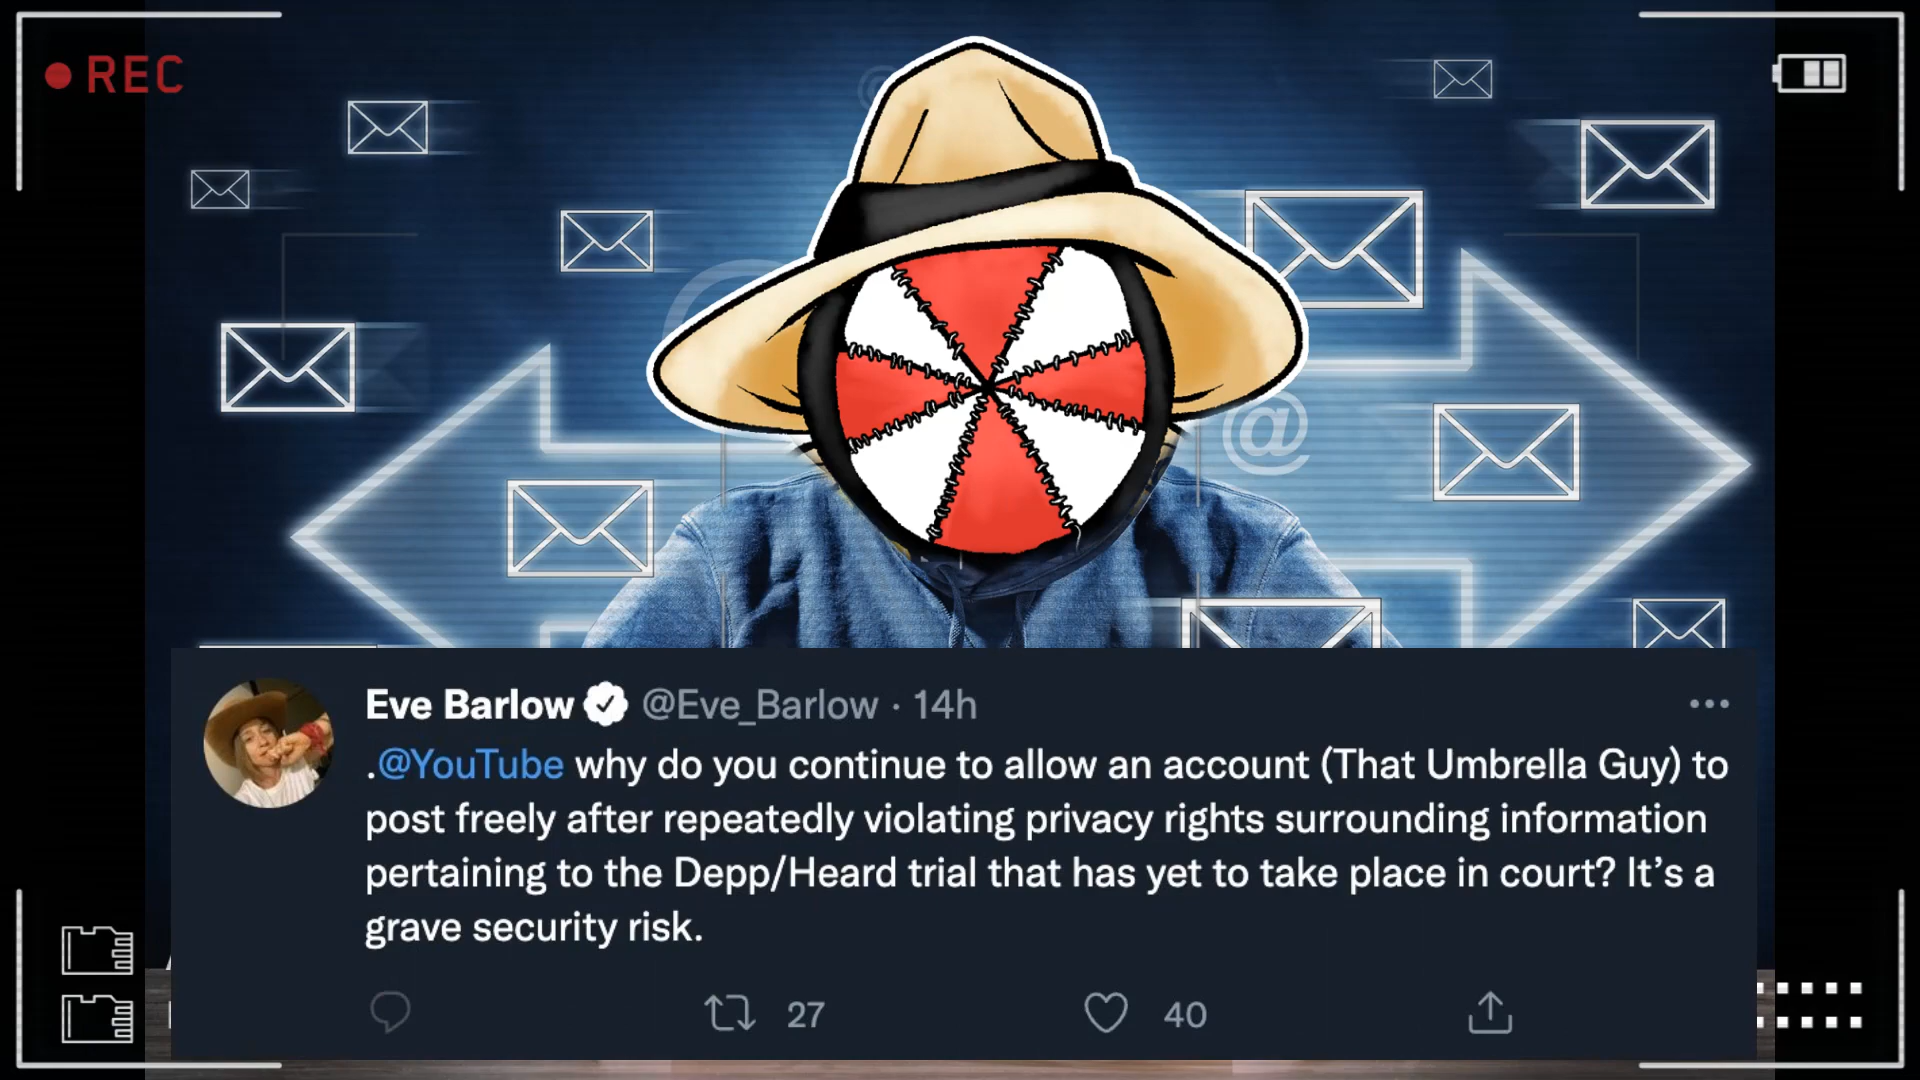 REC
@
Eve Barlow @Eve_Barlow · 14h
.@YouTube why do you continue to allow an account (That Umbrella Guy) to
post freely after repeatedly violating privacy rights surrounding information
pertaining to the Depp/Heard trial that has yet to take place in court? It’s a
grave security risk.
27 40